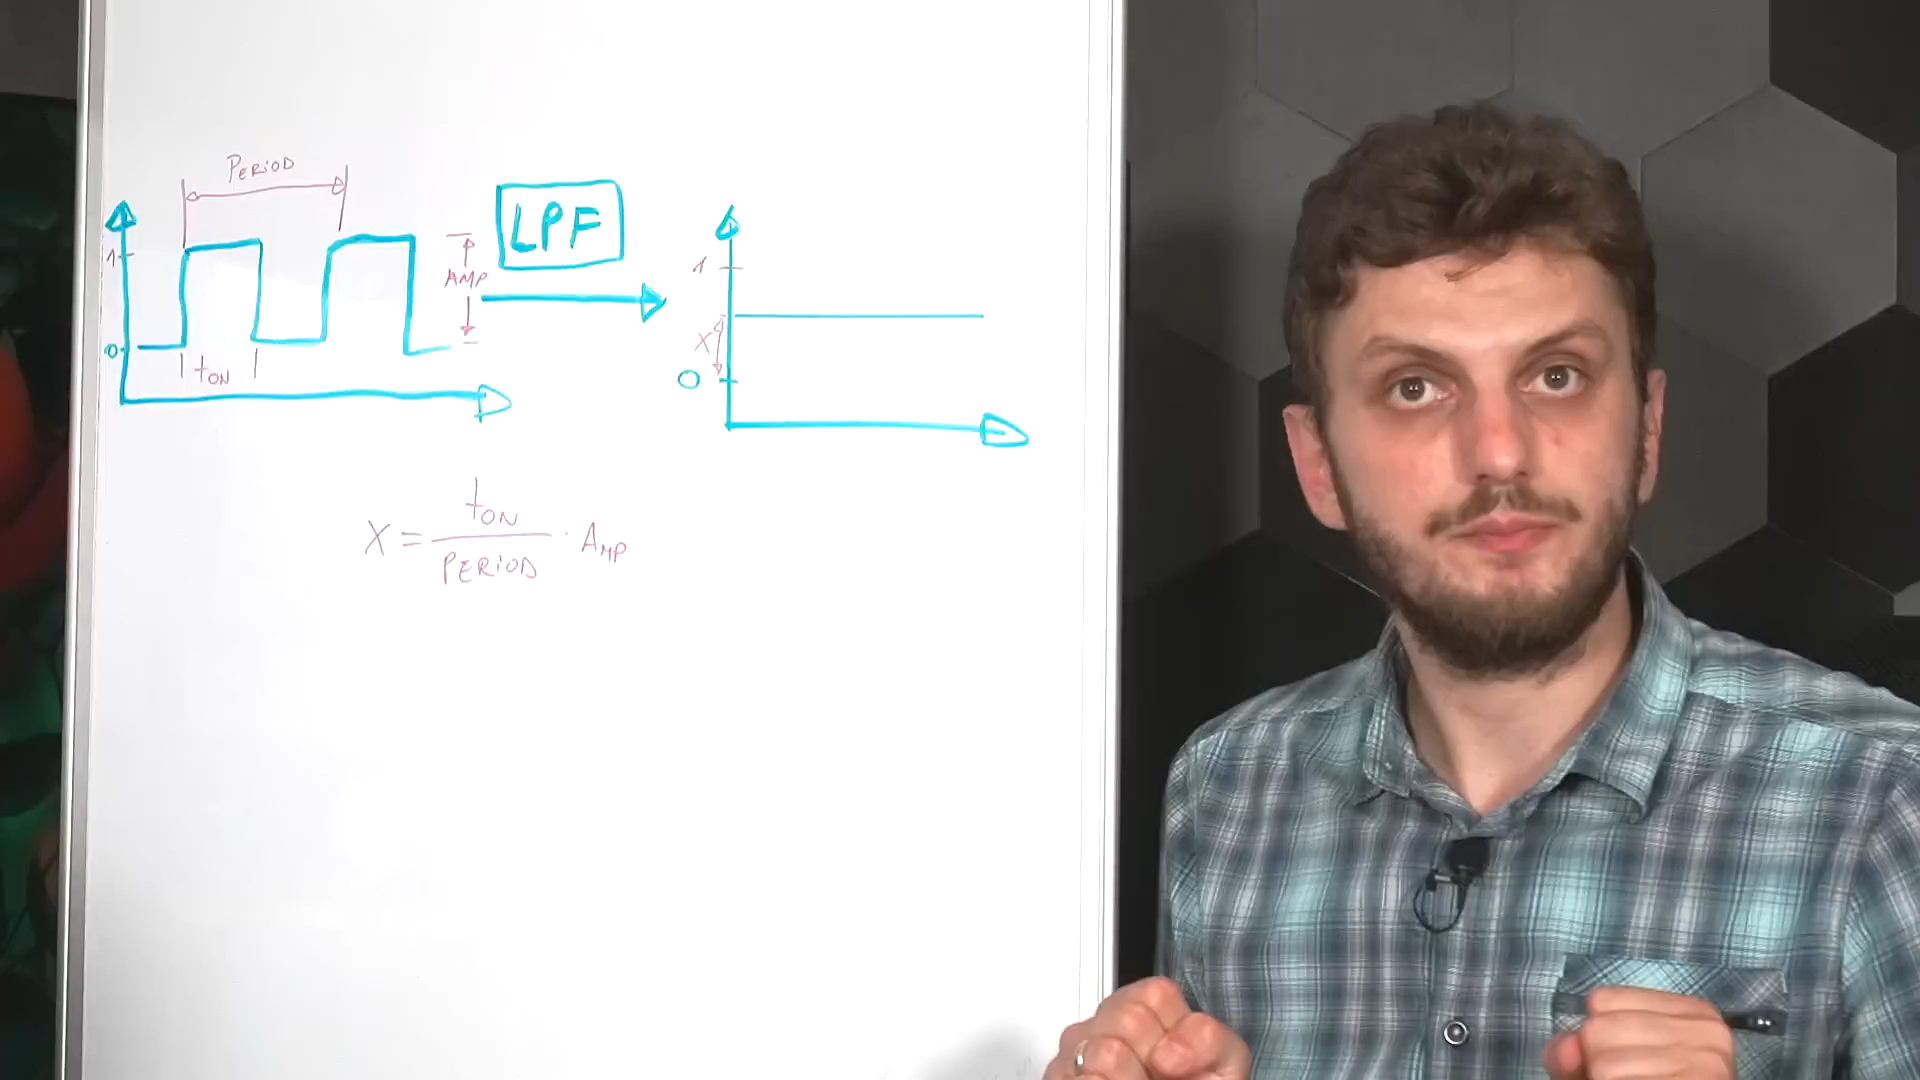 PERiOD
LPF
1
AMP
0
tON
1
X
0
X = tON / PERiOD · AMP